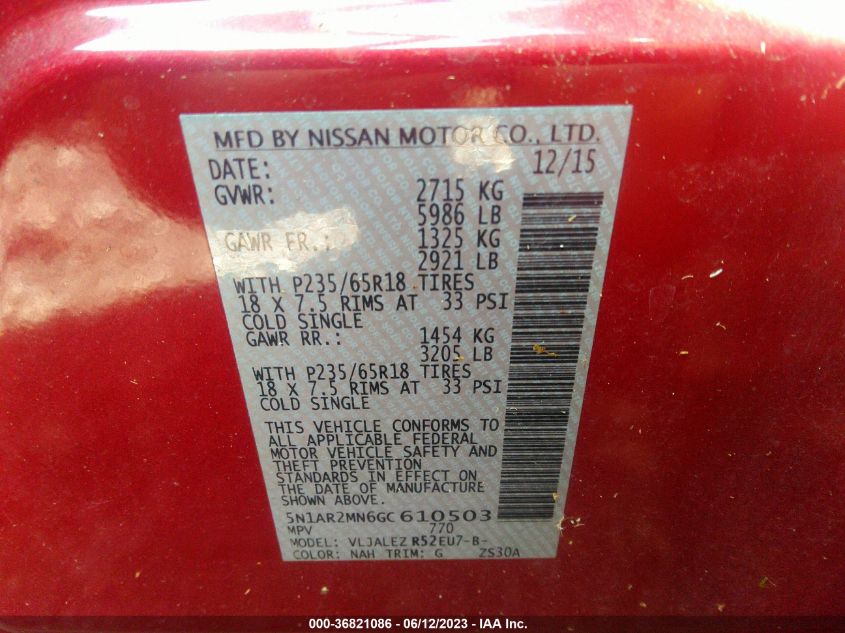 MFD BY NISSAN MOTOR CO., LTD.
DATE: 12/15
GVWR: 2715 KG
5986 LB
GAWR FR.: 1325 KG
2921 LB
WITH P235/65R18 TIRES
18 X 7.5 RIMS AT 33 PSI
COLD SINGLE
GAWR RR.: 1454 KG
3205 LB
WITH P235/65R18 TIRES
18 X 7.5 RIMS AT 33 PSI
COLD SINGLE
THIS VEHICLE CONFORMS TO
ALL APPLICABLE FEDERAL
MOTOR VEHICLE SAFETY AND
THEFT PREVENTION
STANDARDS IN EFFECT ON
THE DATE OF MANUFACTURE
SHOWN ABOVE.
5N1AR2MN6GC610503
MPV 770
MODEL: VLJALEZ R52EU7-B-
COLOR: NAH TRIM: G ZS30A
000-36821086 - 06/12/2023 - IAA Inc.